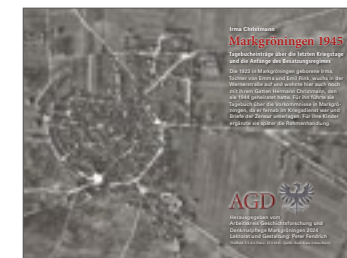 Irma Christmann
Markgröningen 1945
Tagebucheinträge über die letzten Kriegstage
und die Anfänge des Besatzungsregimes
Die 1923 in Markgröningen geborene Irma,
Tochter von Emma und Emil Fink, wuchs in der
auf und wohnte hier auch noch
mit ihrem Gatten Hermann Christmann, den
sie 1944 geheiratet hatte. Für ihn führte sie
Tagebuch über die Vorkommnisse in Markgrö-
ningen, da er fernab im Kriegsdienst war und
Briefe der Zensur unterlagen. Für ihre Kinder
ergänzte sie später die Rahmenhandlung.
AGD
Herausgegeben vom
Arbeitskreis Geschichtsforschung und
Denkmalpflege Markgröningen 2024
Lektorat und Gestaltung: Peter Fendrich